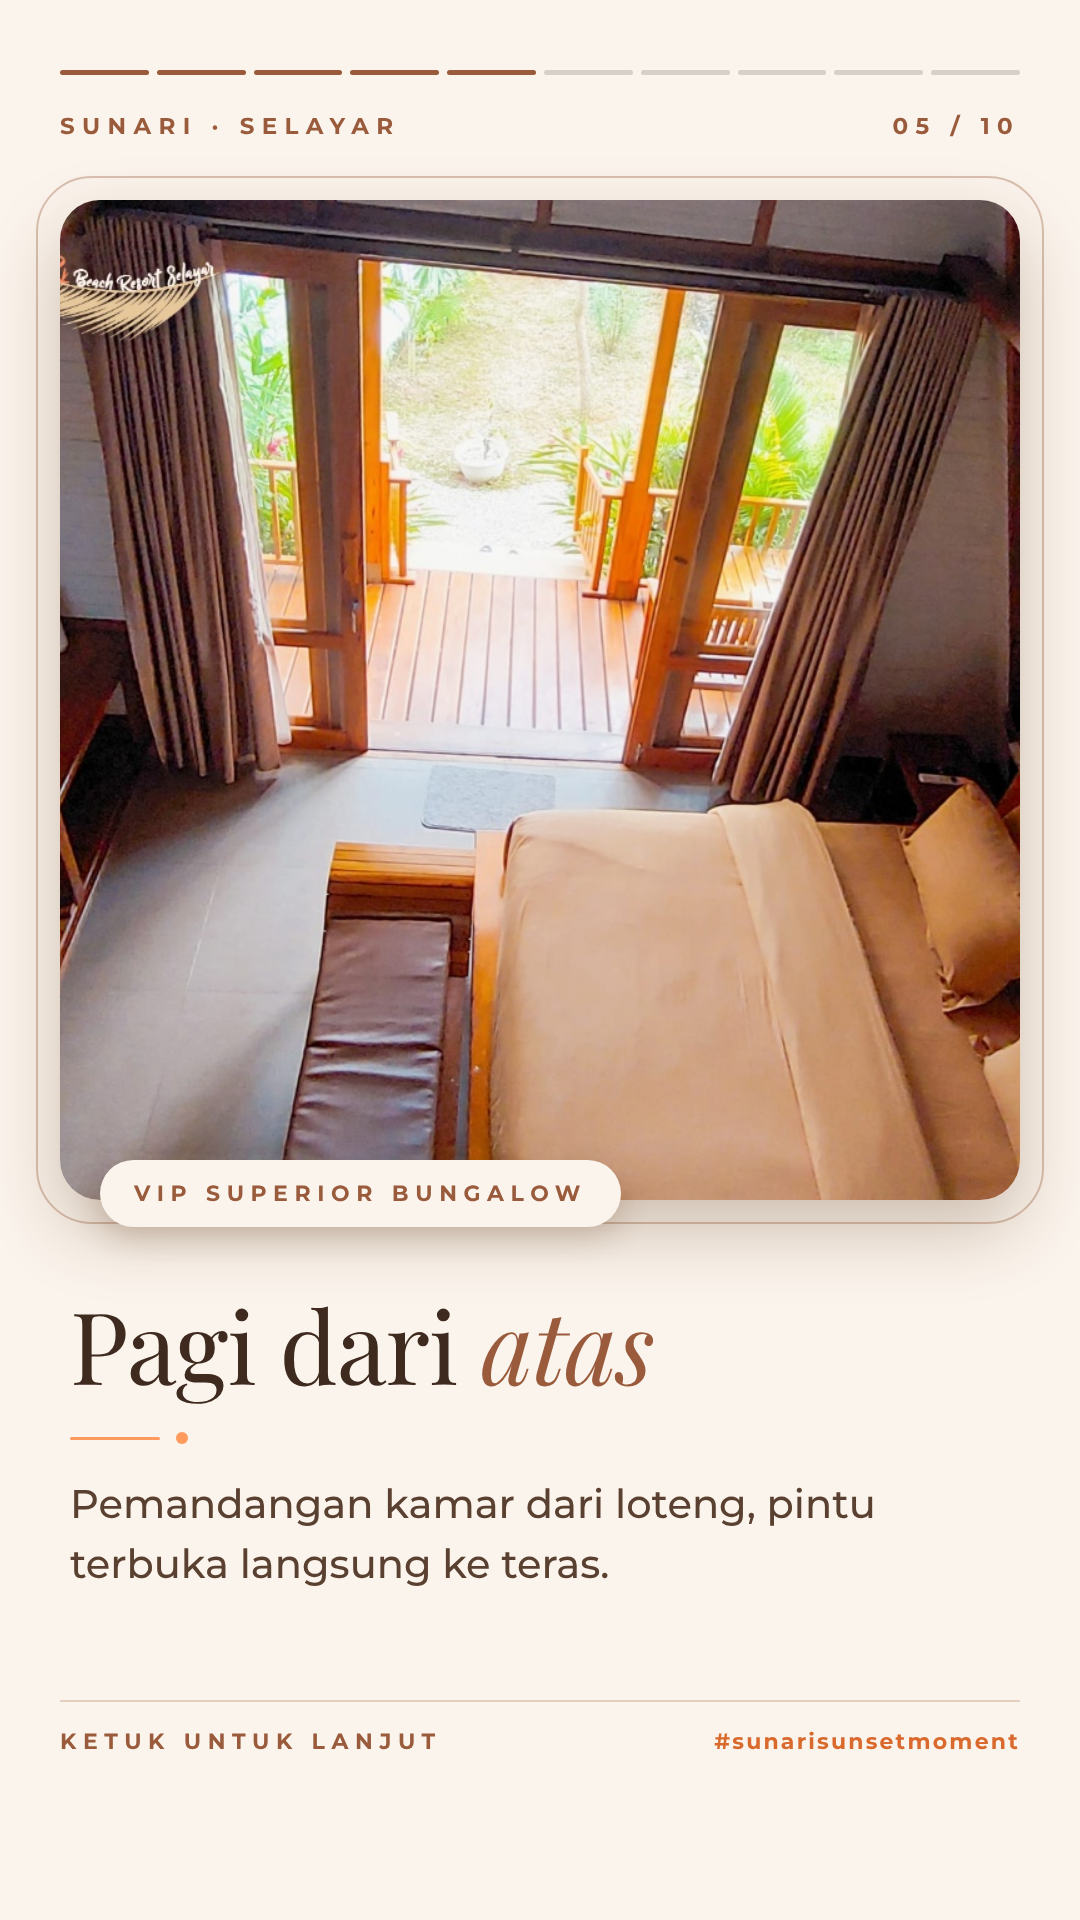 SUNARI · SELAYAR
05 / 10
Beach Resort Selayar
VIP SUPERIOR BUNGALOW
Pagi dari atas
Pemandangan kamar dari loteng, pintu
terbuka langsung ke teras.
KETUK UNTUK LANJUT
#sunarisunsetmoment